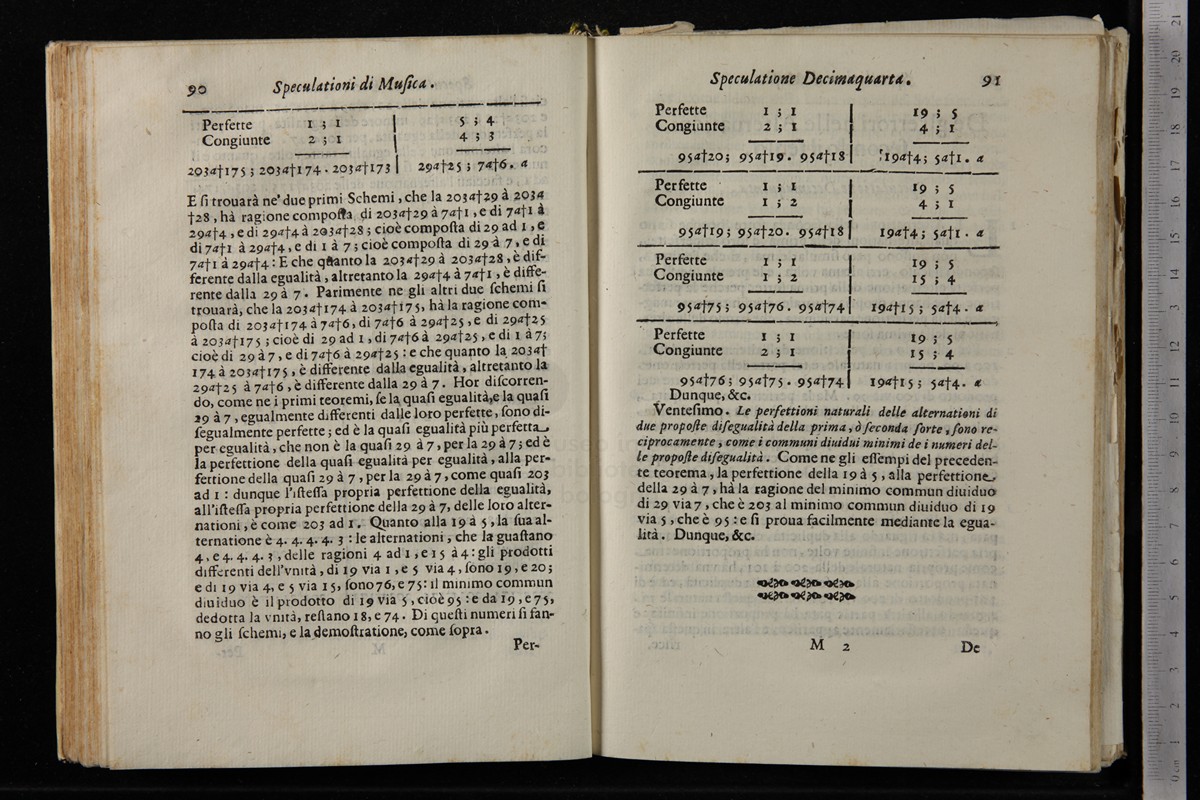 90 Speculationi di Muſica.
Perfette 1 ; 1 | 5 ; 4
Congiunte 2 ; 1 | 4 ; 3
203a†175 ; 203a†174 . 203a†173 | 29a†25 ; 7a†6 . a
E ſi trouarà ne' due primi Schemi, che la 203a†29 à 203a
†28, hà ragione compoſta di 203a†29 à 7a†1, e di 7a†1 à
29a†4, e di 29a†4 à 203a†28 ; cioè compoſta di 29 ad 1, e
di 7a†1 à 29a†4, e di 1 à 7 ; cioè compoſta di 29 à 7, e di
7a†1 à 29a†4 : E che quanto la 203a†29 à 203a†28, è dif-
ferente dalla egualità, altretanto la 29a†4 à 7a†1, è diffe-
rente dalla 29 à 7. Parimente ne gli altri due ſchemi ſi
trouarà, che la 203a†174 à 203a†175, hà la ragione com-
poſta di 203a†174 à 7a†6, di 7a†6 à 29a†25, e di 29a†25
à 203a†175 ; cioè di 29 ad 1, di 7a†6 à 29a†25, e di 1 à 7;
cioè di 29 à 7, e di 7a†6 à 29a†25 : e che quanto la 203a†
174 à 203a†175, è differente dalla egualità, altretanto la
29a†25 à 7a†6, è differente dalla 29 à 7. Hor diſcorren-
do, come ne i primi teoremi, ſe la quaſi egualità,e la quaſi
29 à 7, egualmente differenti dalle loro perfette, ſono di-
ſegualmente perfette ; ed è la quaſi egualità più perfetta
per egualità, che non è la quaſi 29 à 7, per la 29 à 7 ; ed è
la perfettione della quaſi egualità per egualità, alla per-
fettione della quaſi 29 à 7, per la 29 à 7, come quaſi 203
ad 1 : dunque l'iſteſſa propria perfettione della egualità,
all'iſteſſa propria perfettione della 29 à 7, delle loro alter-
nationi, è come 203 ad 1. Quanto alla 19 à 5, la ſua al-
ternatione è 4. 4. 4. 4. 3 : le alternationi, che la guaſtano
4, e 4. 4. 4. 3, delle ragioni 4 ad 1, e 15 à 4 : gli prodotti
differenti dell'vnità, di 19 via 1, e 5 via 4, ſono 19, e 20;
e di 19 via 4, e 5 via 15, ſono 76, e 75: il minimo commun
diuiduo è il prodotto di 19 via 5, cioè 95 : e da 19, e 75,
dedotta la vnità, reſtano 18, e 74. Di queſti numeri ſi fan-
no gli ſchemi, e la demoſtratione, come ſopra.
Per-
Speculatione Decimaquarta. 91
Perfette 1 ; 1 | 19 ; 5
Congiunte 2 ; 1 | 4 ; 1
95a†20 ; 95a†19 . 95a†18 | 19a†4 ; 5a†1 . a
Perfette 1 ; 1 | 19 ; 5
Congiunte 1 ; 2 | 4 ; 1
95a†19 ; 95a†20 . 95a†18 | 19a†4 ; 5a†1 . a
Perfette 1 ; 1 | 19 ; 5
Congiunte 1 ; 2 | 15 ; 4
95a†75 ; 95a†76 . 95a†74 | 19a†15 ; 5a†4 . a
Perfette 1 ; 1 | 19 ; 5
Congiunte 2 ; 1 | 15 ; 4
95a†76 ; 95a†75 . 95a†74 | 19a†15 ; 5a†4 . a
Dunque, &c.
Venteſimo. Le perfettioni naturali delle alternationi di
due propoſte diſegualità della prima, ò ſeconda ſorte, ſono re-
ciprocamente, come i communi diuidui minimi de i numeri del-
le propoſte diſegualità. Come ne gli eſſempi del preceden-
te teorema, la perfettione della 19 à 5, alla perfettione
della 29 à 7, hà la ragione del minimo commun diuiduo
di 29 via 7, che è 203 al minimo commun diuiduo di 19
via 5, che è 95 : e ſi proua facilmente mediante la egua-
lità. Dunque, &c.
M 2 De